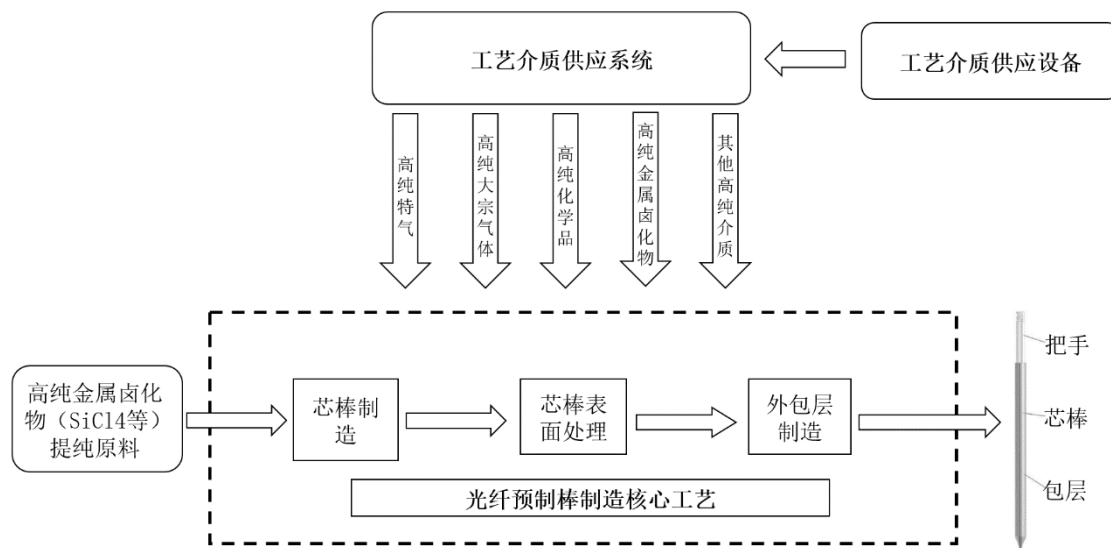 工艺介质供应系统
工艺介质供应设备
高纯特气
高纯大宗气体
高纯化学品
高纯金属卤化物
其他高纯介质
高纯金属卤化
物（SiCl4等）
提纯原料
芯棒制
造
芯棒表
面处理
外包层
制造
光纤预制棒制造核心工艺
把手
芯棒
包层